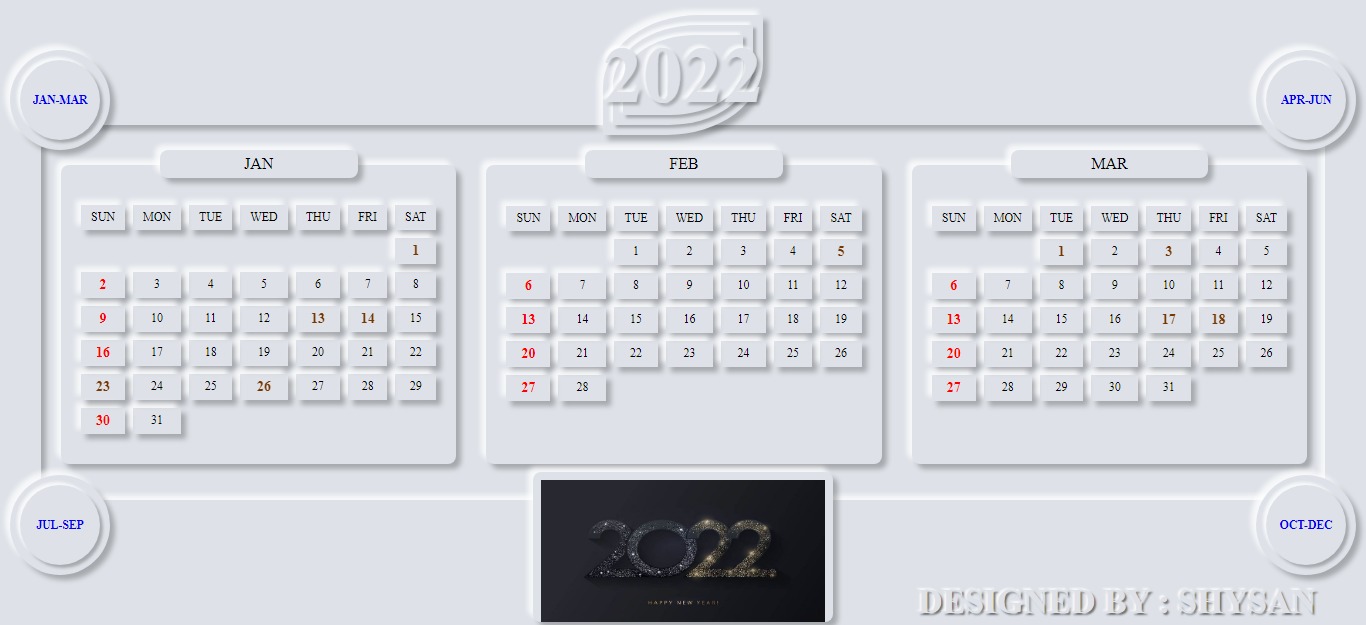 2022
JAN-MAR
APR-JUN
JAN
SUN MON TUE WED THU FRI SAT
1
2 3 4 5 6 7 8
9 10 11 12 13 14 15
16 17 18 19 20 21 22
23 24 25 26 27 28 29
30 31
FEB
SUN MON TUE WED THU FRI SAT
1 2 3 4 5
6 7 8 9 10 11 12
13 14 15 16 17 18 19
20 21 22 23 24 25 26
27 28
MAR
SUN MON TUE WED THU FRI SAT
1 2 3 4 5
6 7 8 9 10 11 12
13 14 15 16 17 18 19
20 21 22 23 24 25 26
27 28 29 30 31
JUL-SEP
OCT-DEC
2022
HAPPY NEW YEAR!
DESIGNED BY : SHYSAN